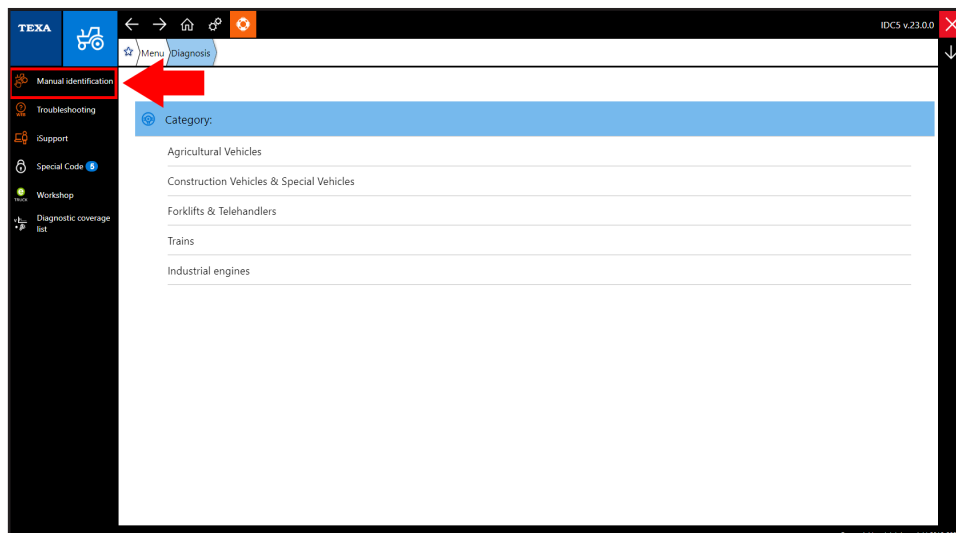 TEXA
IDC5 v.23.0.0
Menu
Diagnosis
Manual identification
Troubleshooting
iSupport
Special Code 5
Workshop
Diagnostic coverage
list
Category:
Agricultural Vehicles
Construction Vehicles & Special Vehicles
Forklifts & Telehandlers
Trains
Industrial engines